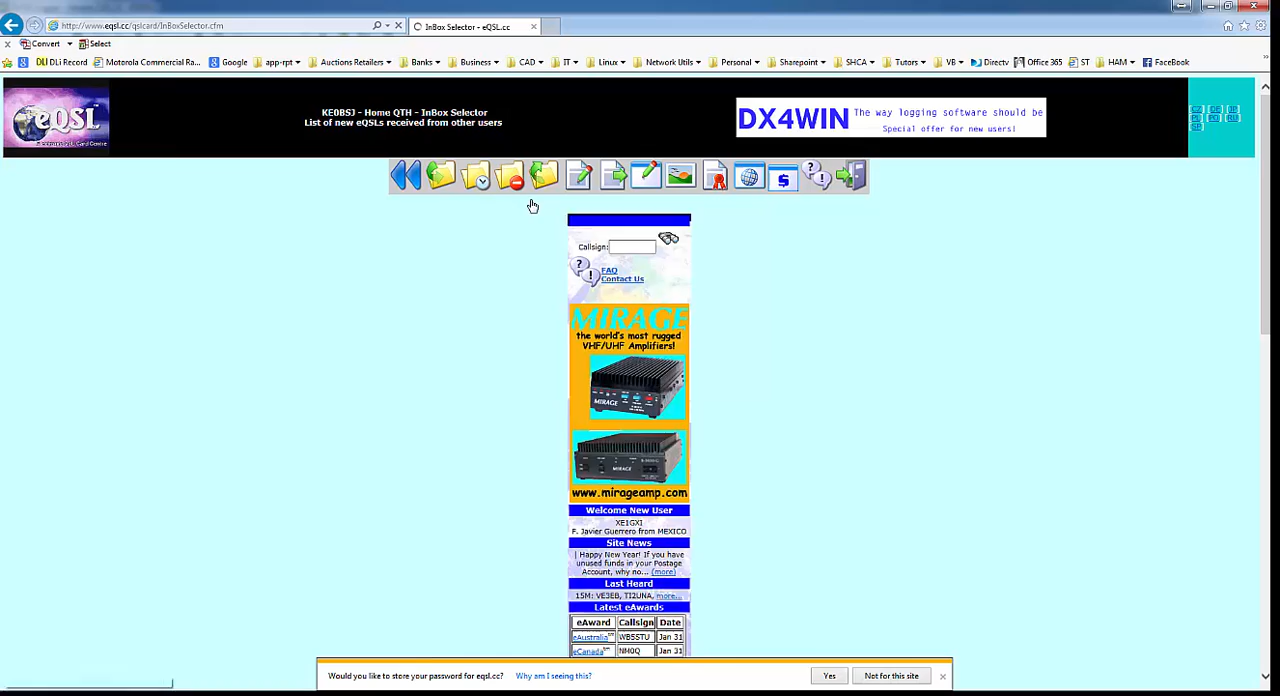 http://www.eqsl.cc/qslcard/InBoxSelector.cfm
InBox Selector - eQSL.cc
x Convert Select
DLI DLi Record
Motorola Commercial Ra...
Google
app-rpt
Auctions Retailers
Banks
Business
CAD
IT
Linux
Network Utils
Personal
Sharepoint
SHCA
Tutors
VB
Directv
Office 365
ST
HAM
FaceBook
eQSL
KE0BSJ - Home QTH - InBox Selector
List of new eQSLs received from other users
DX4WIN The way logging software should be
Special offer for new users!
Callsign:
FAQ
Contact Us
MIRAGE
the world's most rugged
VHF/UHF Amplifiers!
MIRAGE
MIRAGE
www.mirageamp.com
Welcome New User
XE1GXI
F. Javier Guerrero from MEXICO
Site News
| Happy New Year! If you have
unused funds in your Postage
Account, why no... (more)
Last Heard
15M: VE3EB, TI2UNA, more...
Latest eAwards
eAward Callsign Date
eAustralia WB5STU Jan 31
eCanada NM0Q Jan 31
Would you like to store your password for eqsl.cc? Why am I seeing this? Yes Not for this site